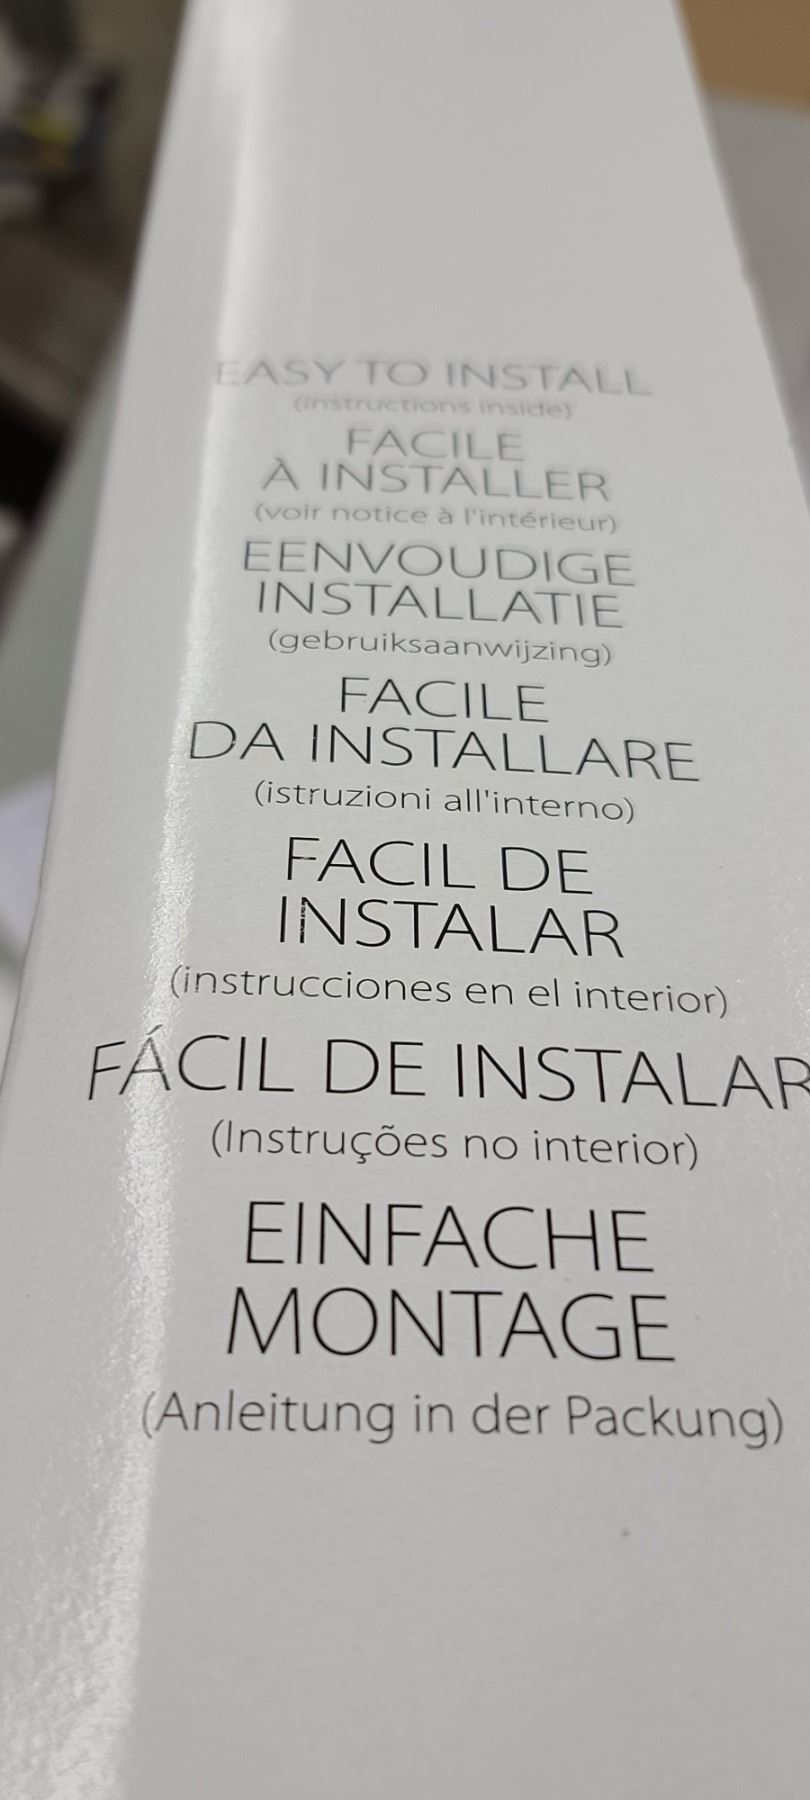 EASY TO INSTALL
(instructions inside)
FACILE
À INSTALLER
(voir notice à l'intérieur)
EENVOUDIGE
INSTALLATIE
(gebruiksaanwijzing)
FACILE
DA INSTALLARE
(istruzioni all'interno)
FACIL DE
INSTALAR
(instrucciones en el interior)
FÁCIL DE INSTALAR
(Instruções no interior)
EINFACHE
MONTAGE
(Anleitung in der Packung)